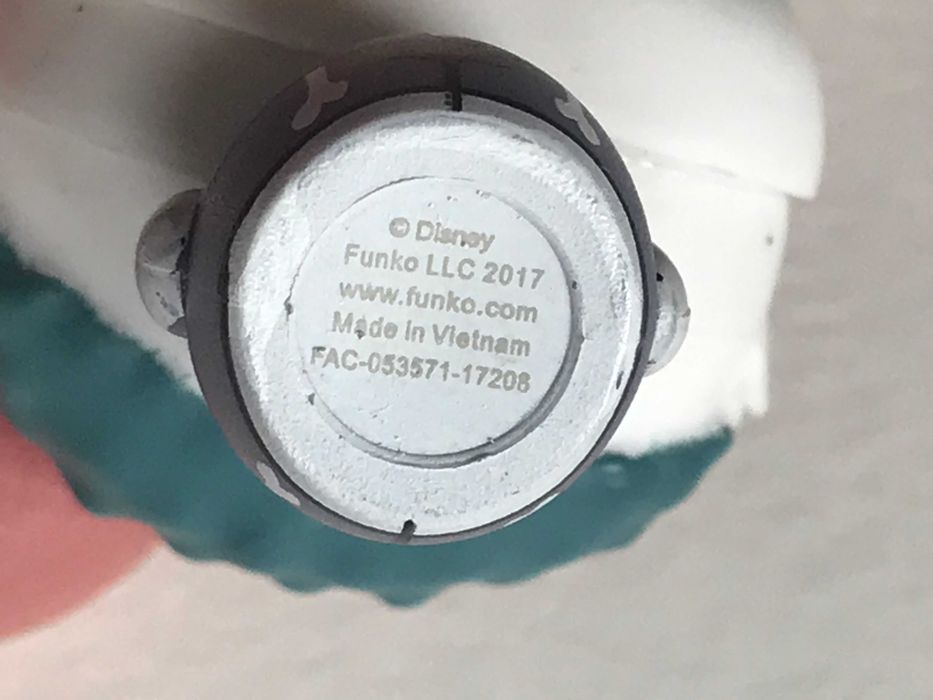 © Disney
Funko LLC 2017
www.funko.com
Made in Vietnam
FAC-053571-17208